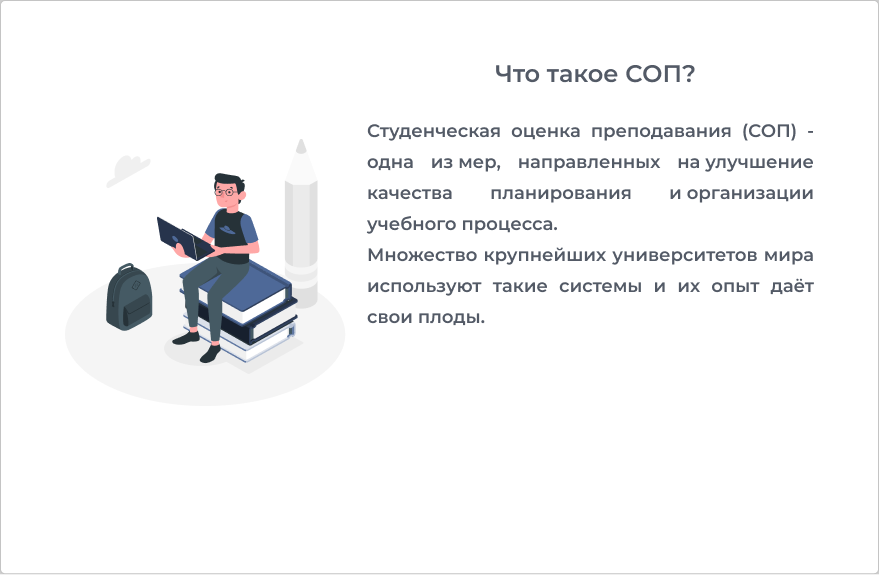 Что такое СОП?
Студенческая оценка преподавания (СОП) -
одна из мер, направленных на улучшение
качества планирования и организации
учебного процесса.
Множество крупнейших университетов мира
используют такие системы и их опыт даёт
свои плоды.